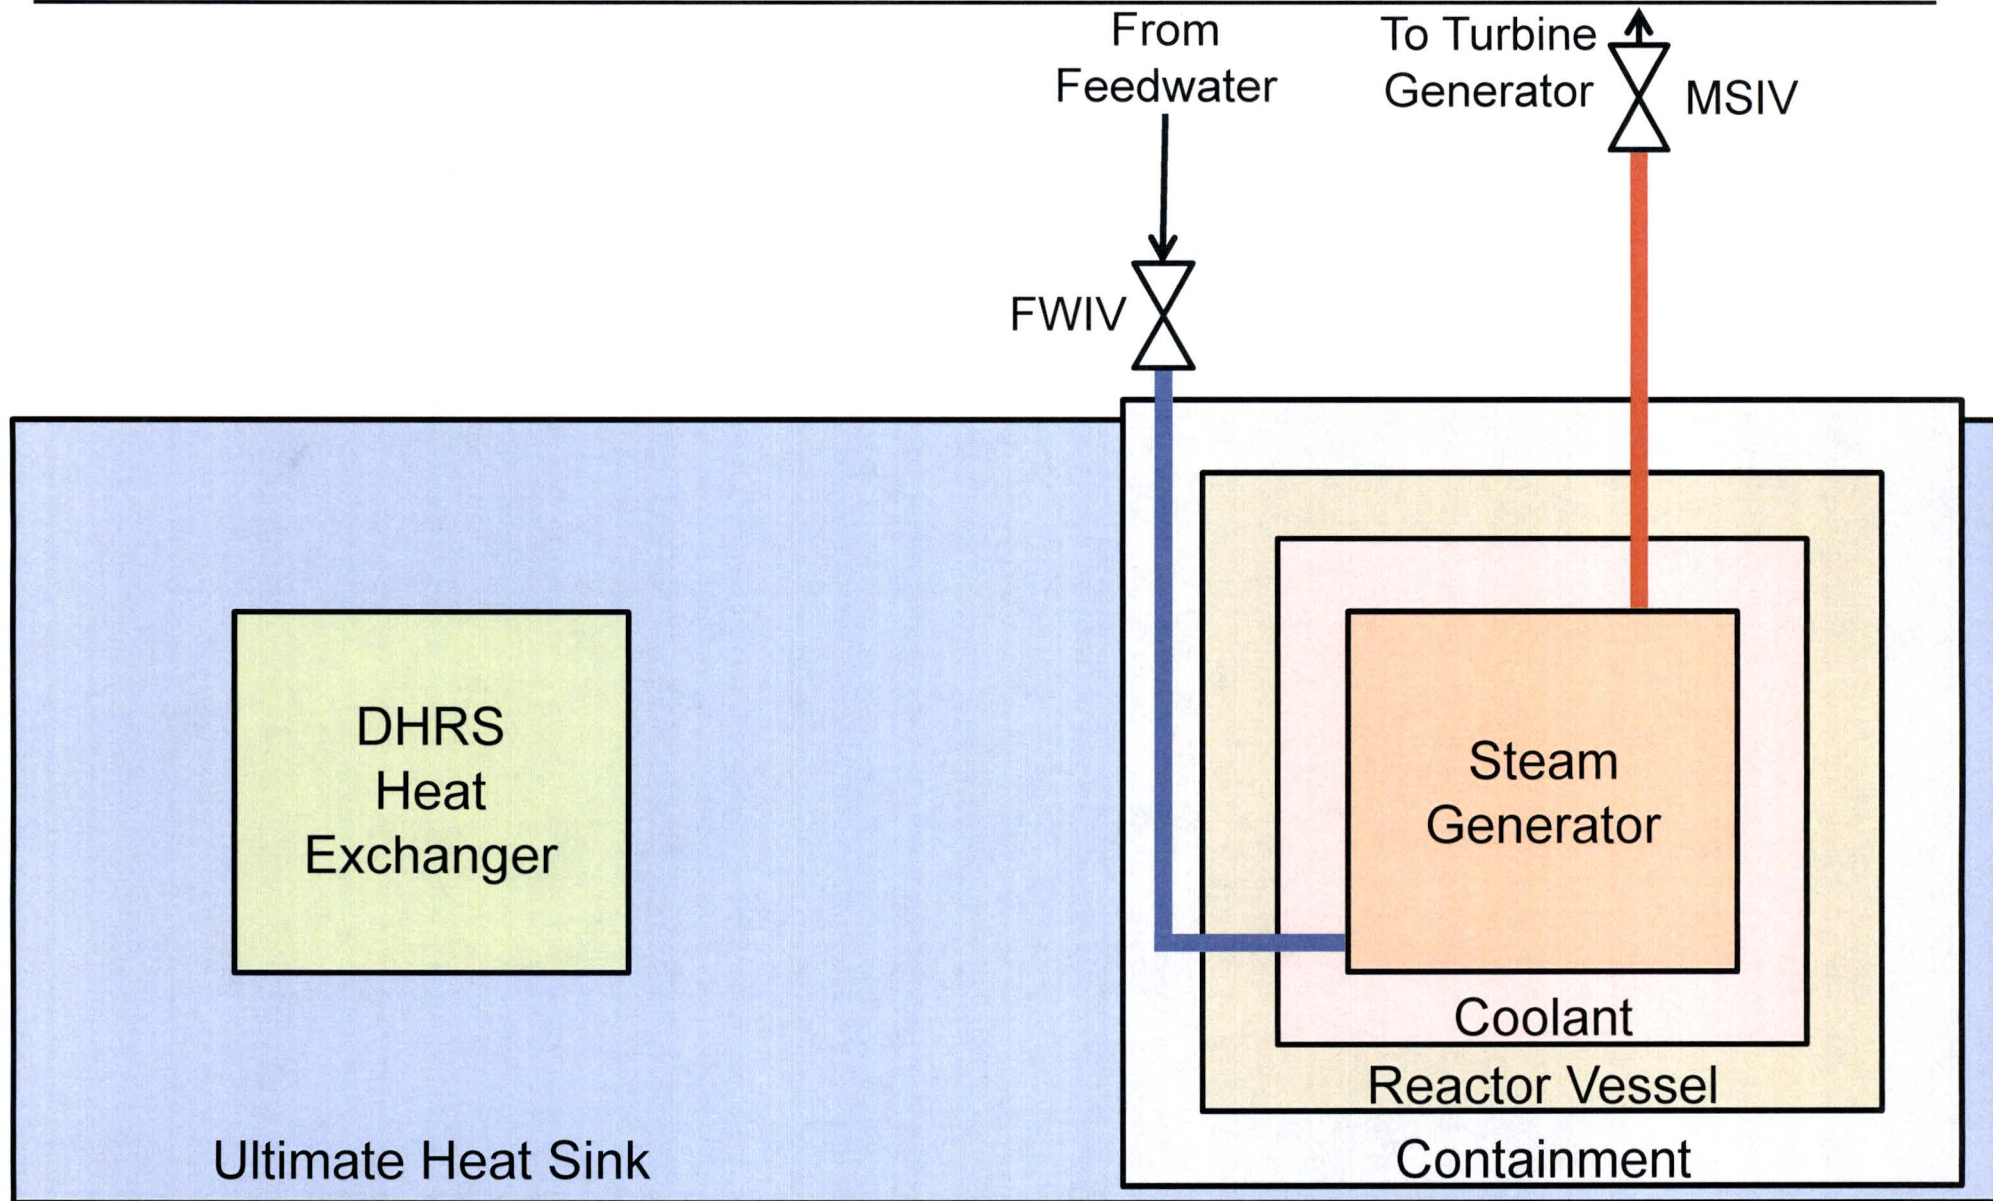 From
Feedwater
To Turbine
Generator
MSIV
FWIV
DHRS
Heat
Exchanger
Steam
Generator
Coolant
Reactor Vessel
Containment
Ultimate Heat Sink